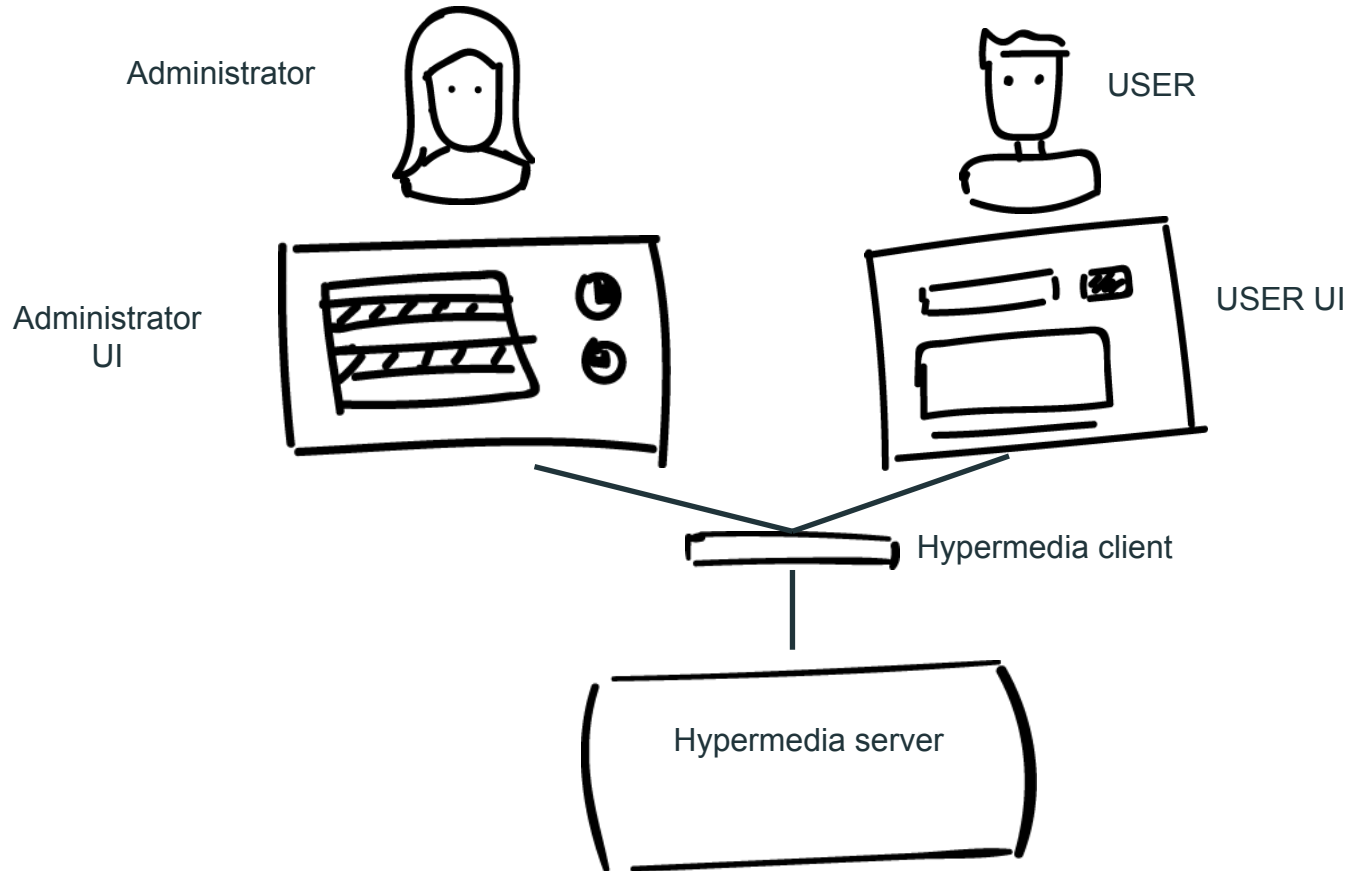 Administrator
USER
Administrator
UI
USER UI
Hypermedia client
Hypermedia server